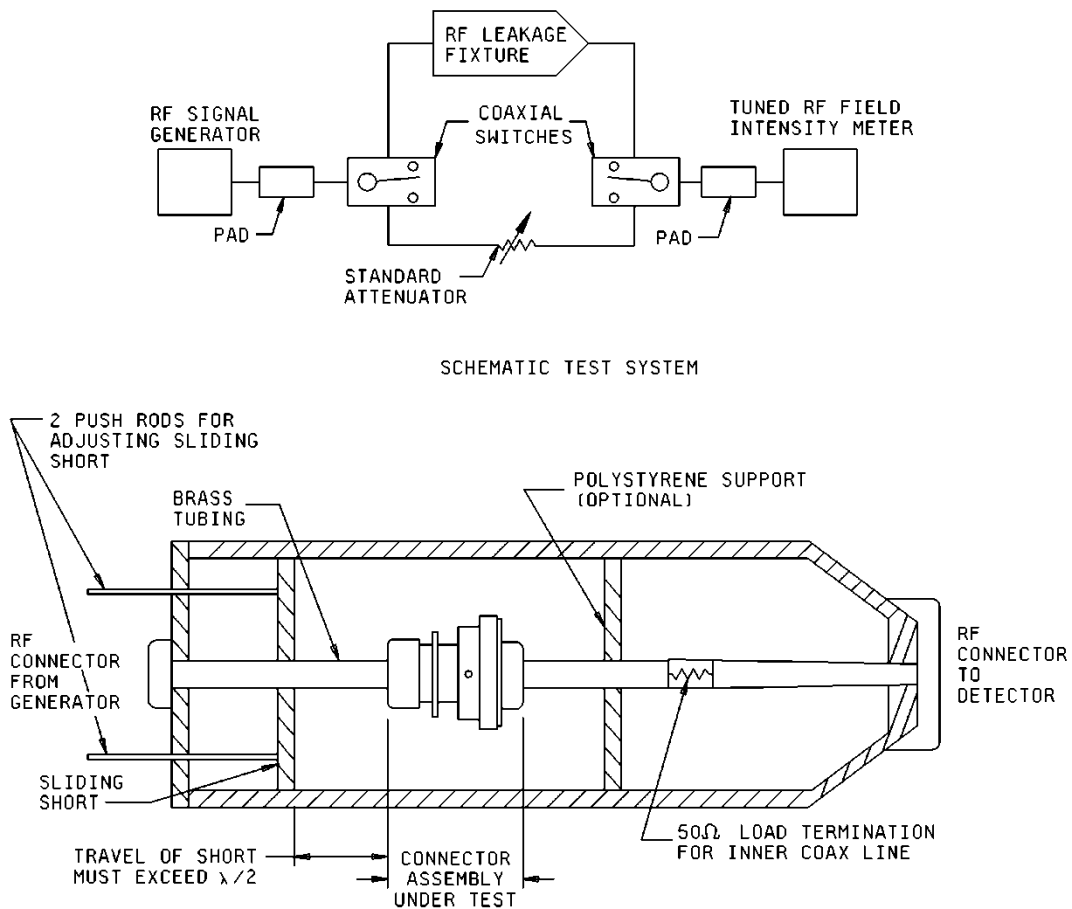 RF LEAKAGE
FIXTURE
RF SIGNAL
GENERATOR
COAXIAL
SWITCHES
TUNED RF FIELD
INTENSITY METER
PAD
PAD
STANDARD
ATTENUATOR
SCHEMATIC TEST SYSTEM
2 PUSH RODS FOR
ADJUSTING SLIDING
SHORT
BRASS
TUBING
POLYSTYRENE SUPPORT
(OPTIONAL)
RF
CONNECTOR
FROM
GENERATOR
RF
CONNECTOR
TO
DETECTOR
SLIDING
SHORT
TRAVEL OF SHORT
MUST EXCEED λ/2
CONNECTOR
ASSEMBLY
UNDER TEST
50Ω LOAD TERMINATION
FOR INNER COAX LINE